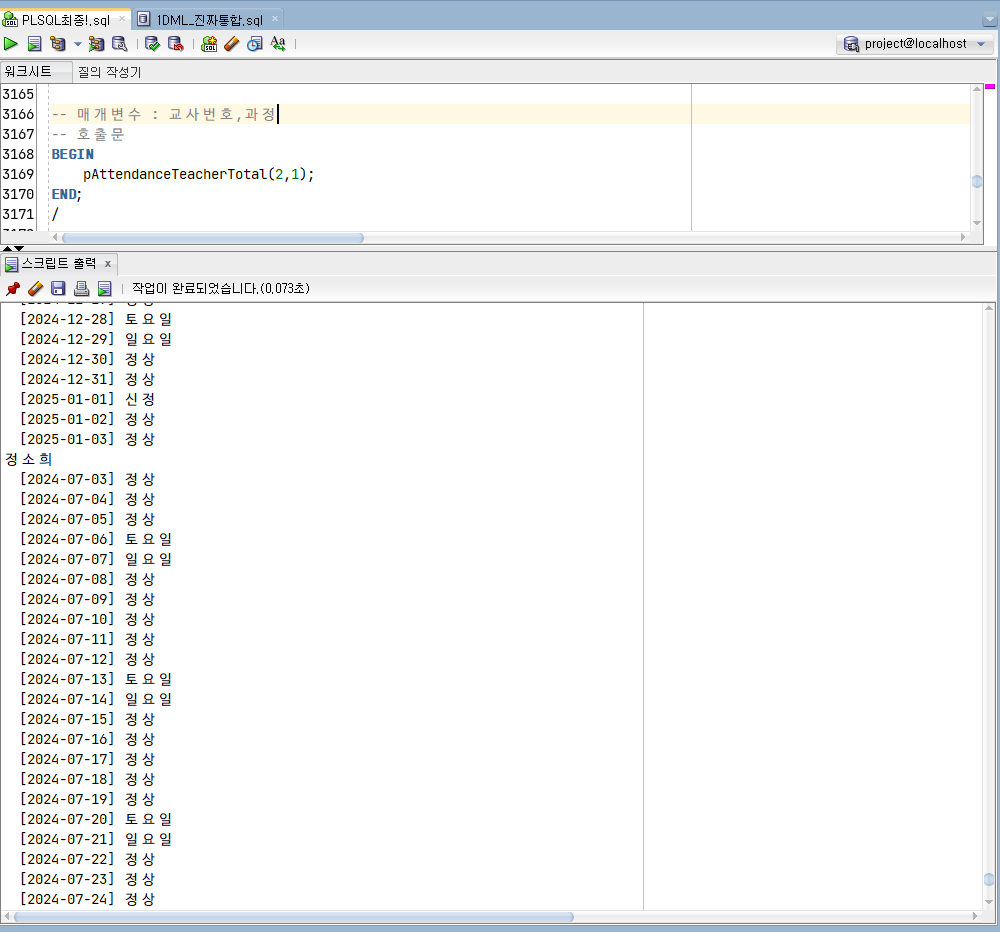 PLSQL최종!.sql × 1DML_진짜통합.sql ×
project@localhost
워크시트 질의 작성기
3165
3166 -- 매개변수 : 교사번호,과정
3167 -- 호출문
3168 BEGIN
3169 pAttendanceTeacherTotal(2,1);
3170 END;
3171 /
스크립트 출력 ×
작업이 완료되었습니다.(0,073초)
[2024-12-28] 토요일
[2024-12-29] 일요일
[2024-12-30] 정상
[2024-12-31] 정상
[2025-01-01] 신정
[2025-01-02] 정상
[2025-01-03] 정상
정소희
[2024-07-03] 정상
[2024-07-04] 정상
[2024-07-05] 정상
[2024-07-06] 토요일
[2024-07-07] 일요일
[2024-07-08] 정상
[2024-07-09] 정상
[2024-07-10] 정상
[2024-07-11] 정상
[2024-07-12] 정상
[2024-07-13] 토요일
[2024-07-14] 일요일
[2024-07-15] 정상
[2024-07-16] 정상
[2024-07-17] 정상
[2024-07-18] 정상
[2024-07-19] 정상
[2024-07-20] 토요일
[2024-07-21] 일요일
[2024-07-22] 정상
[2024-07-23] 정상
[2024-07-24] 정상